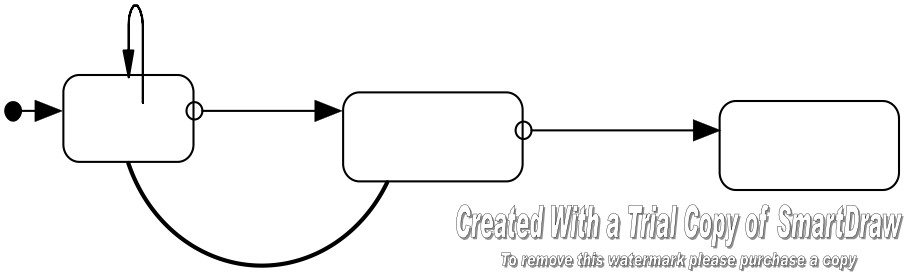 Created With a Trial Copy of SmartDraw
To remove this watermark please purchase a copy